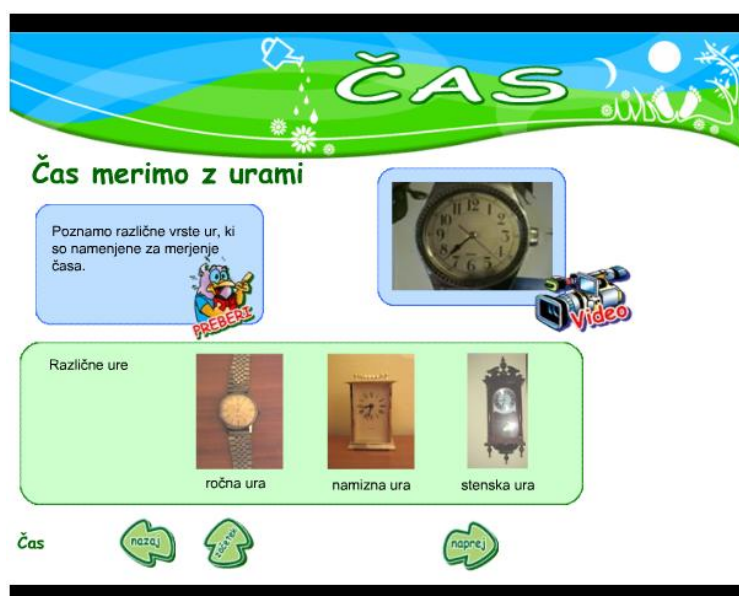 ČAS
Čas merimo z urami
Poznamo različne vrste ur, ki
so namenjene za merjenje
časa.
PREBERI
Video
Različne ure
ročna ura
namizna ura
stenska ura
Čas
nazaj
začetek
naprej